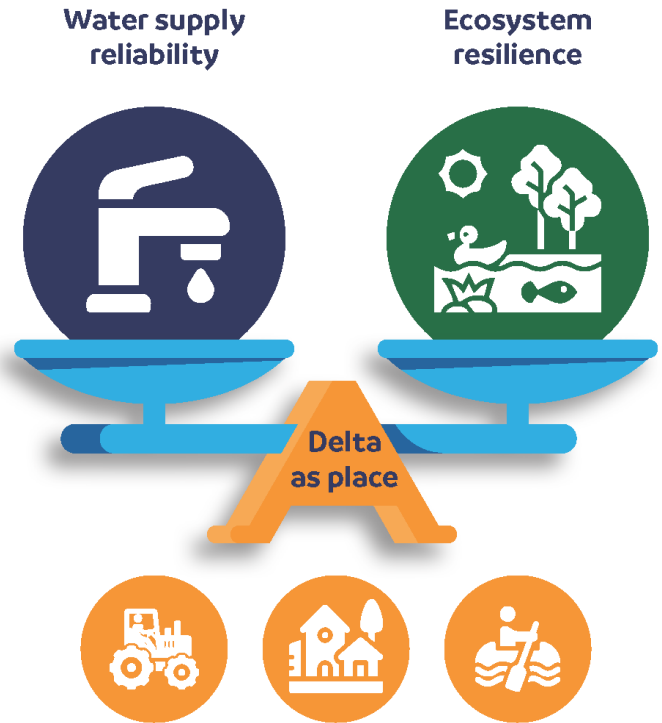 Water supply
reliability
Ecosystem
resilience
Delta
as place